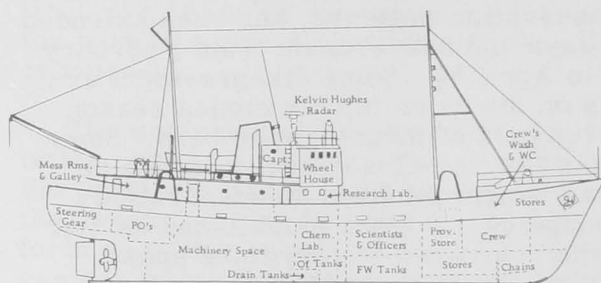 Kelvin Hughes
Radar
Crew's
Wash
& WC
Capt.
Wheel
House
Mess Rms.
& Galley
Research Lab.
Stores
Steering
Gear
PO's
Chem.
Lab.
Scientists
& Officers
Prov.
Store
Crew
Machinery Space
Of Tanks
FW Tanks
Stores
Chains
Drain Tanks